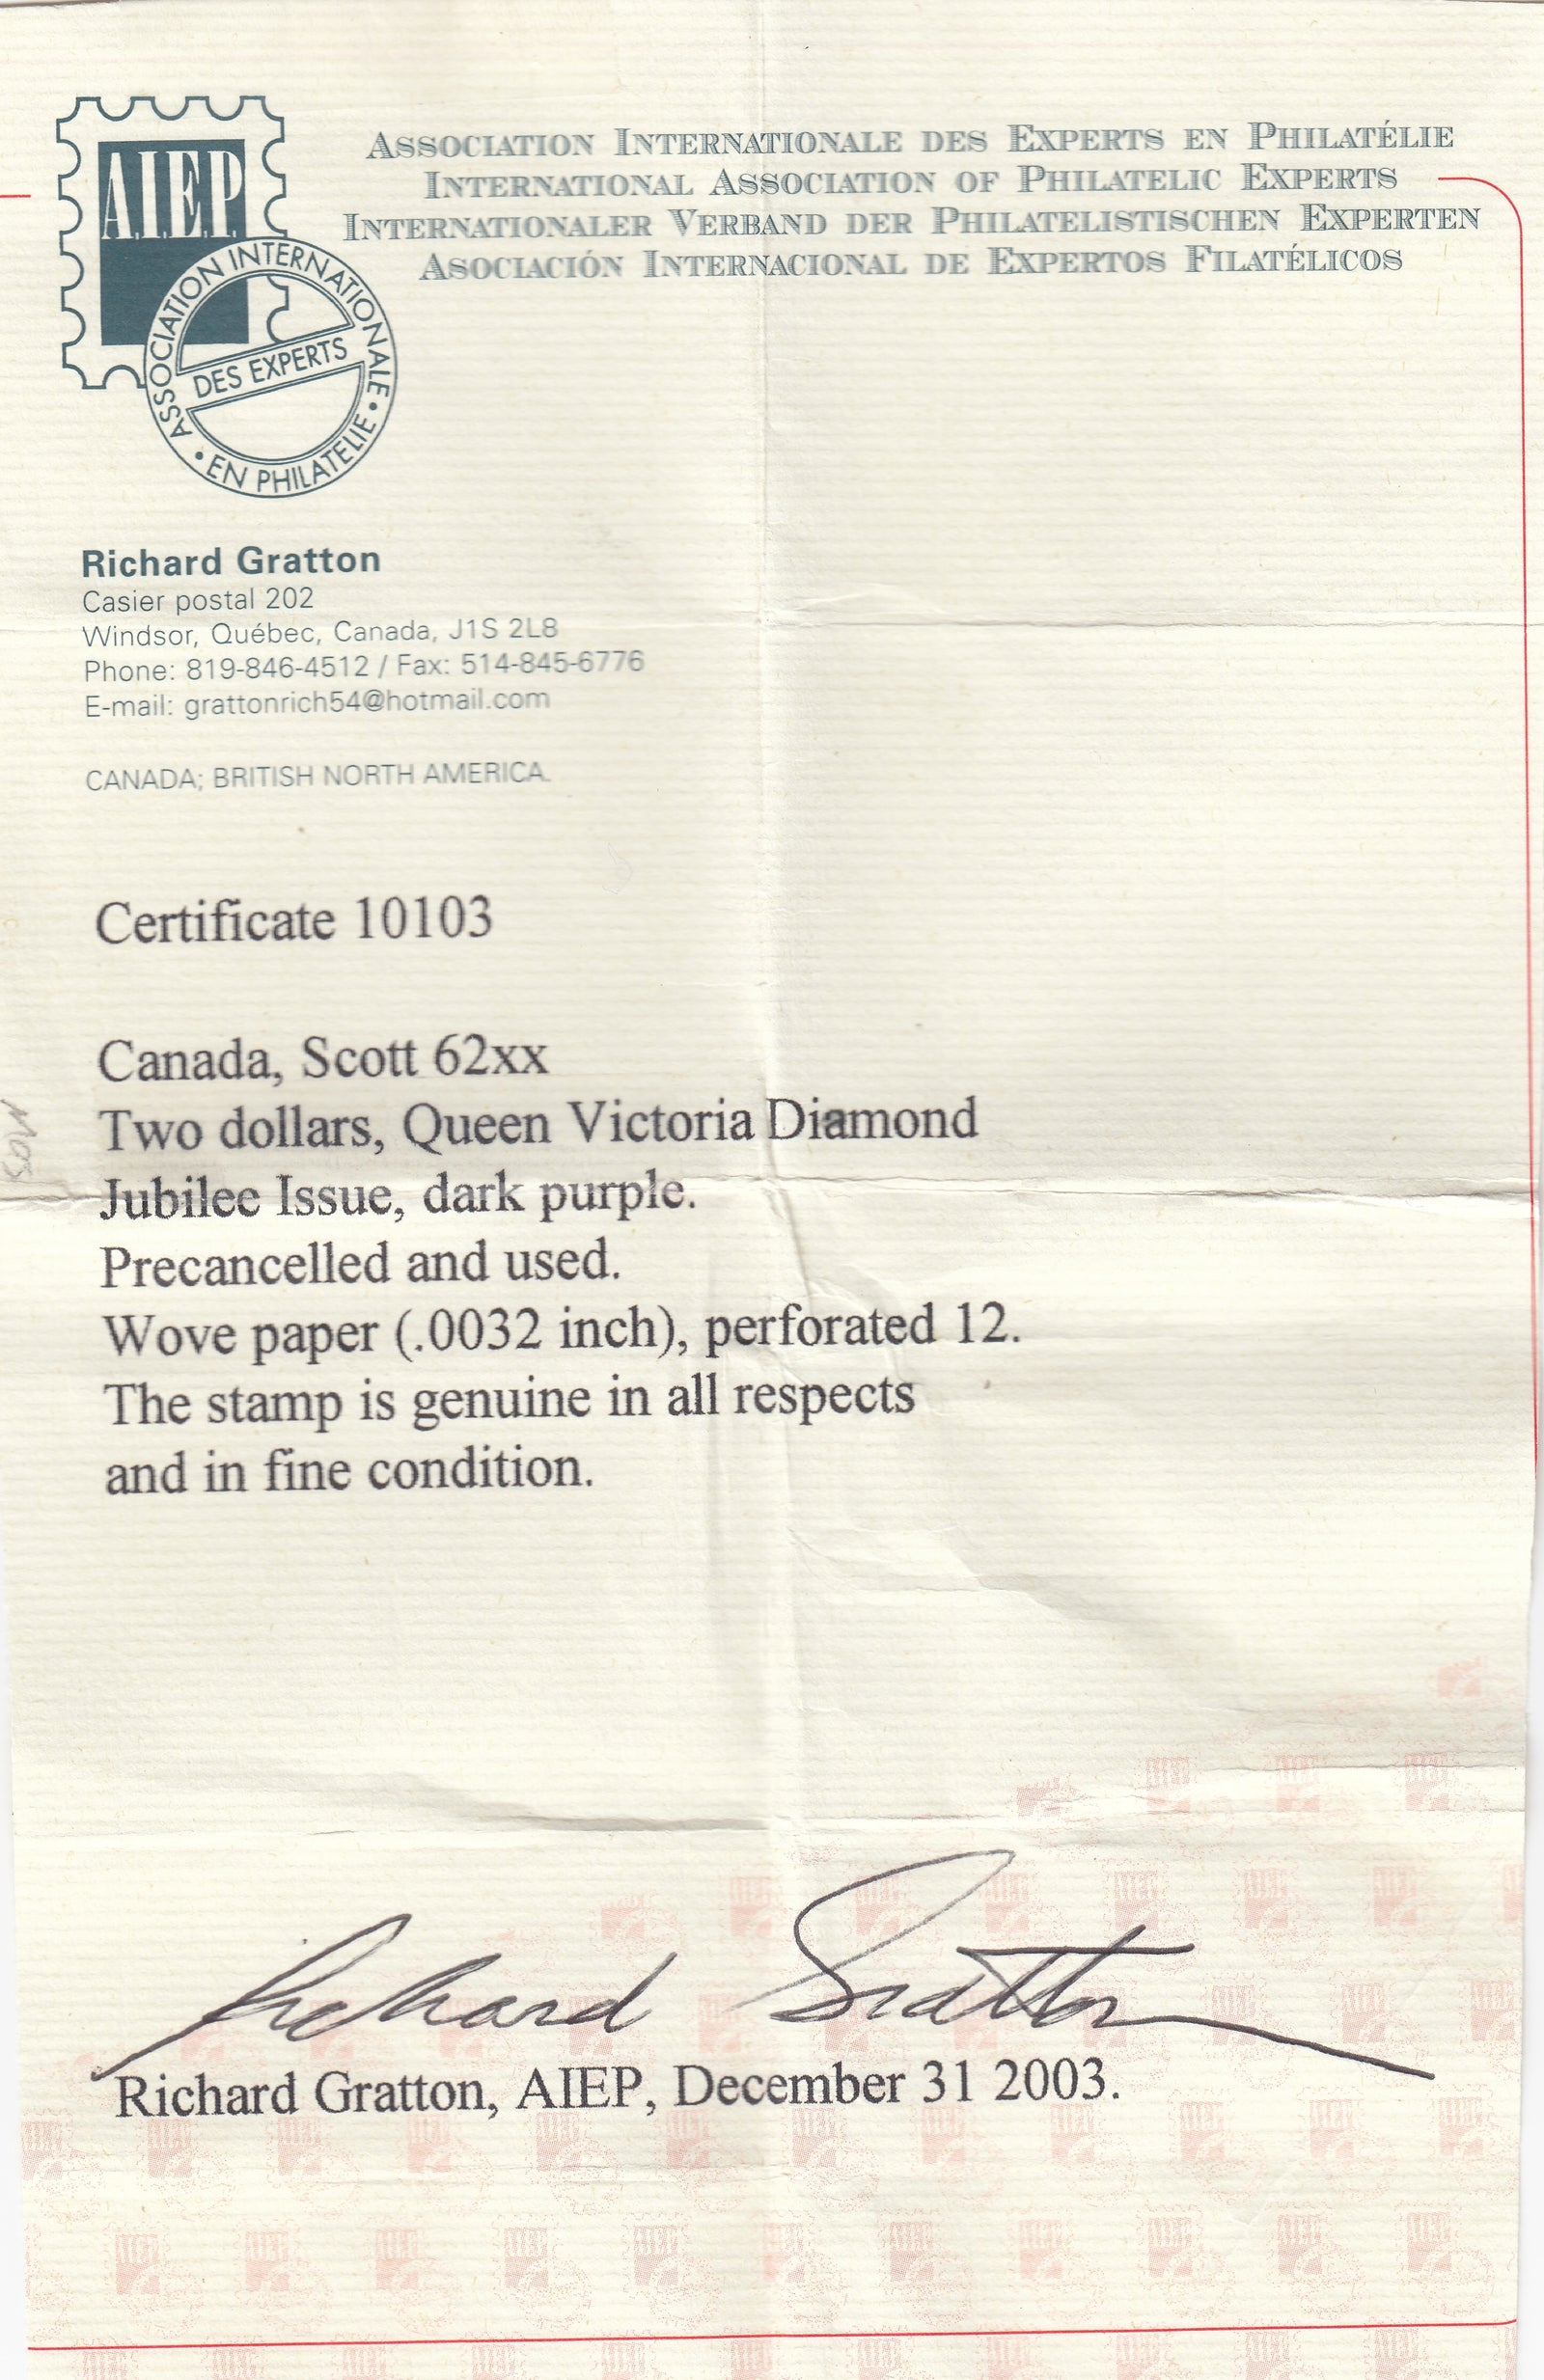 A.I.E.P.
ASSOCIATION INTERNATIONALE
DES EXPERTS
• EN PHILATELIE •
ASSOCIATION INTERNATIONALE DES EXPERTS EN PHILATÉLIE
INTERNATIONAL ASSOCIATION OF PHILATELIC EXPERTS
INTERNATIONALER VERBAND DER PHILATELISTISCHEN EXPERTEN
ASOCIACIÓN INTERNACIONAL DE EXPERTOS FILATÉLICOS
Richard Gratton
Casier postal 202
Windsor, Québec, Canada, J1S 2L8
Phone: 819-846-4512 / Fax: 514-845-6776
E-mail: grattonrich54@hotmail.com
CANADA; BRITISH NORTH AMERICA.
Certificate 10103
Canada, Scott 62xx
Two dollars, Queen Victoria Diamond
Jubilee Issue, dark purple.
Precancelled and used.
Wove paper (.0032 inch), perforated 12.
The stamp is genuine in all respects
and in fine condition.
Richard Gratton
Richard Gratton, AIEP, December 31 2003.